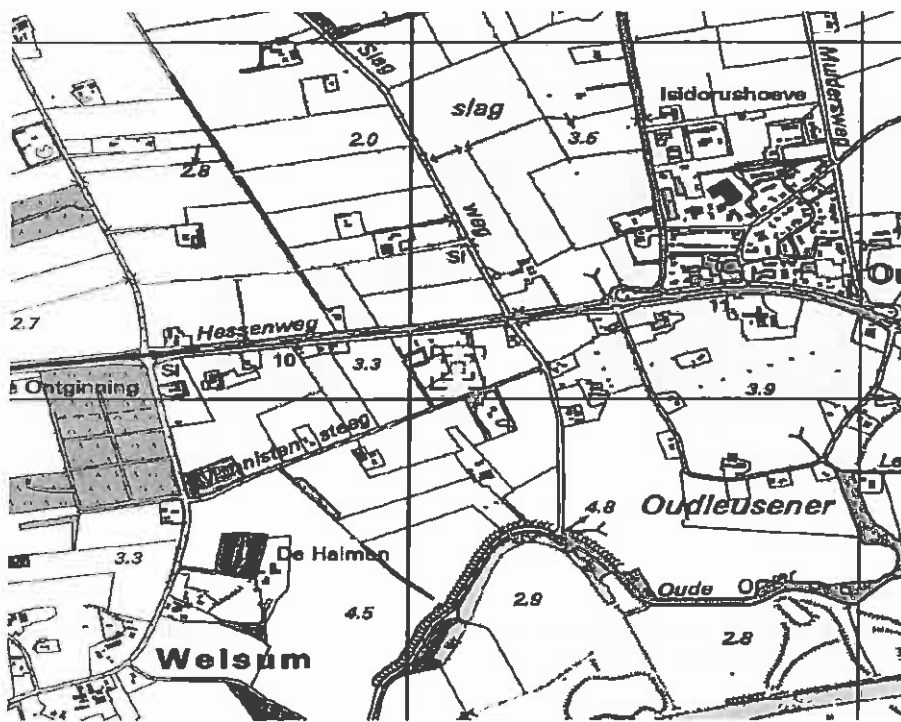 Slag
Muldersweg
Isidorushoeve
slag
2.0
3.6
2.8
weg
Sl
Ou
2.7
Hessenweg
11
10
3.3
Sl
e Ontginning
3.9
steeg
Le
Oudleusener
4.8
3.3
De Halmen
Oude
2.9
4.5
2.8
Welsum